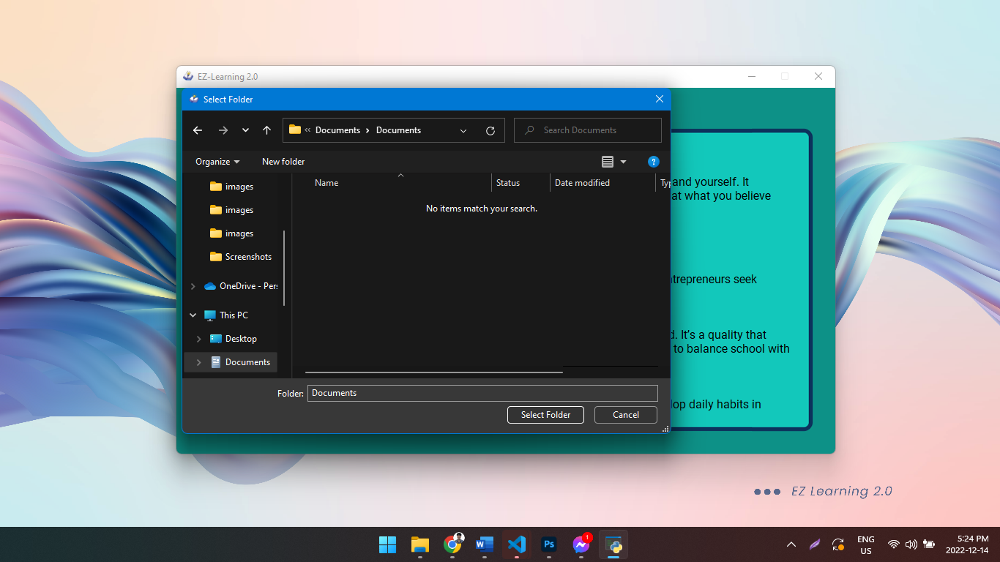 EZ-Learning 2.0
Select Folder
« Documents › Documents
Search Documents
Organize
New folder
?
images
images
images
Screenshots
OneDrive - Pers
This PC
Desktop
Documents
Name
Status
Date modified
Typ
No items match your search.
Folder:
Documents
Select Folder
Cancel
and yourself. It
at what you believe
trepreneurs seek
d. It’s a quality that
to balance school with
op daily habits in
EZ Learning 2.0
W
Ps
1
ENG
US
5:24 PM
2022-12-14